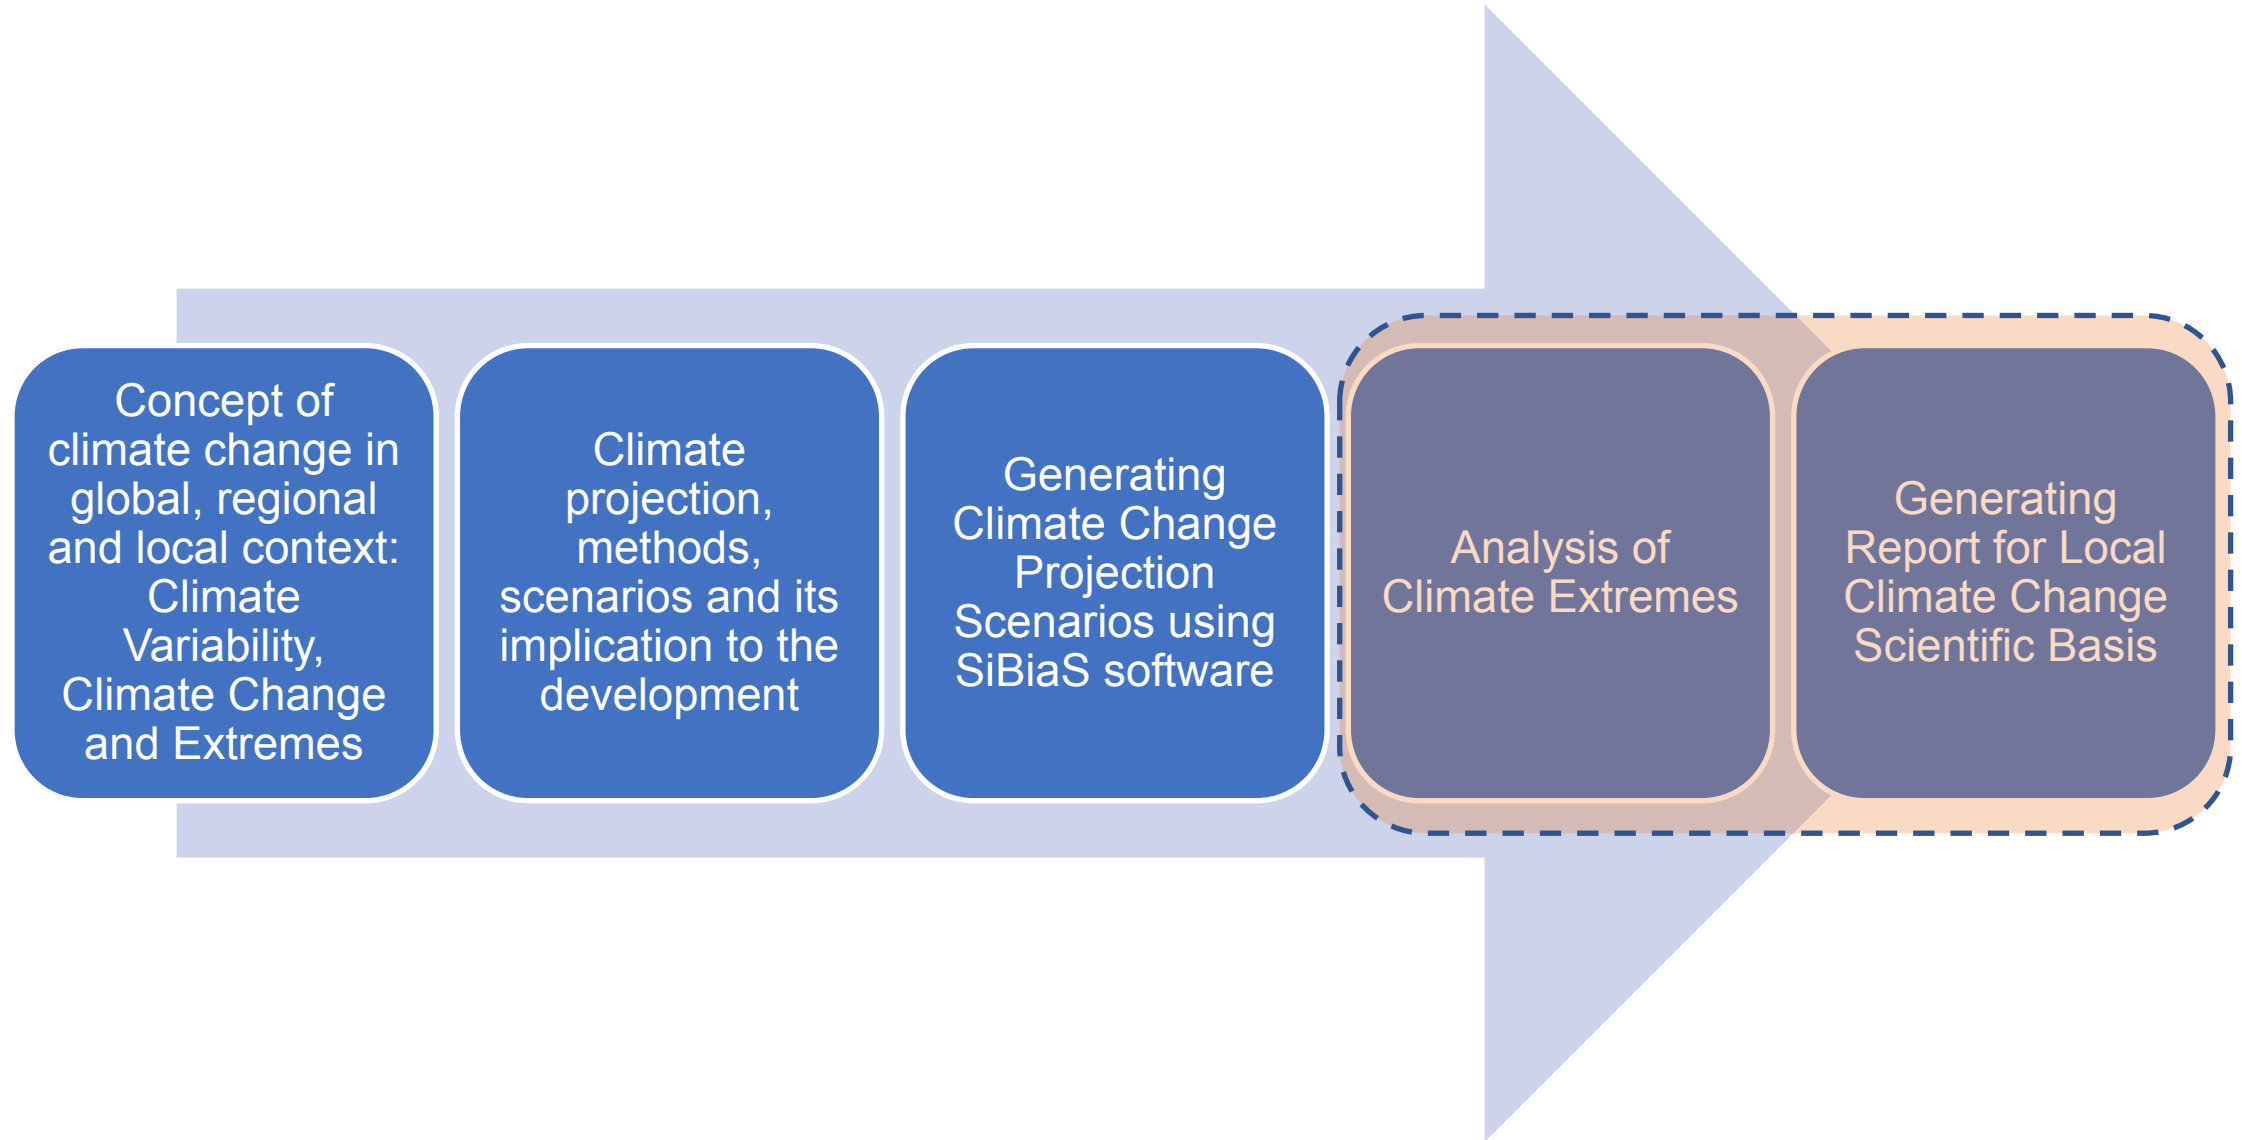 Concept of
climate change in
global, regional
and local context:
Climate
Variability,
Climate Change
and Extremes
Climate
projection,
methods,
scenarios and its
implication to the
development
Generating
Climate Change
Projection
Scenarios using
SiBiaS software
Analysis of
Climate Extremes
Generating
Report for Local
Climate Change
Scientific Basis